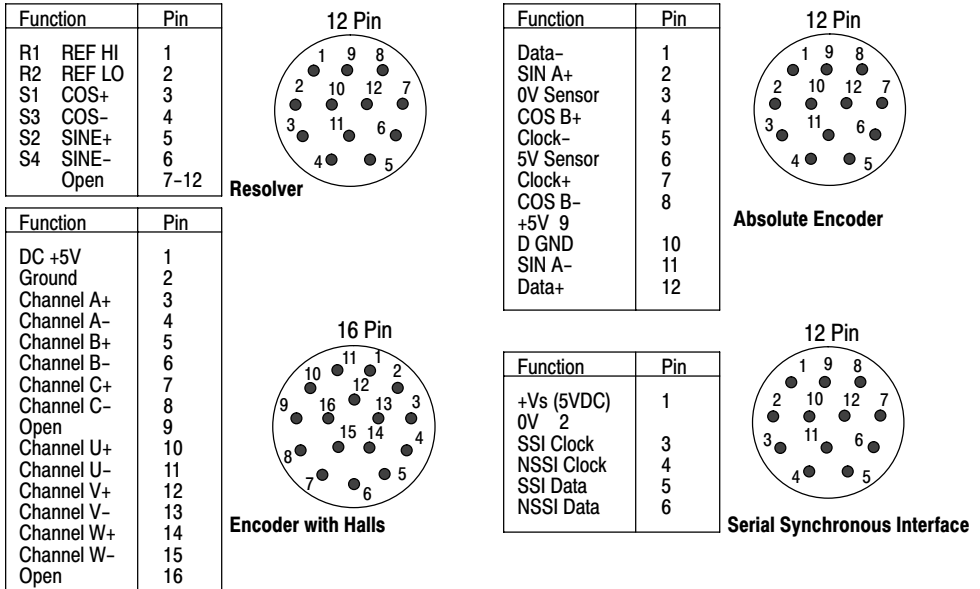 Function Pin
R1 REF HI 1
R2 REF LO 2
S1 COS+ 3
S3 COS− 4
S2 SINE+ 5
S4 SINE− 6
Open 7−12
12 Pin
1 9 8
2 10 12 7
3 11 6
4 5
Resolver
Function Pin
Data− 1
SIN A+ 2
0V Sensor 3
COS B+ 4
Clock− 5
5V Sensor 6
Clock+ 7
COS B− 8
+5V 9
D GND 10
SIN A− 11
Data+ 12
12 Pin
1 9 8
2 10 12 7
3 11 6
4 5
Absolute Encoder
Function Pin
DC +5V 1
Ground 2
Channel A+ 3
Channel A− 4
Channel B+ 5
Channel B− 6
Channel C+ 7
Channel C− 8
Open 9
Channel U+ 10
Channel U− 11
Channel V+ 12
Channel V− 13
Channel W+ 14
Channel W− 15
Open 16
16 Pin
11 1
10 12 2
9 16 13 3
15 14 4
8
7 6 5
Encoder with Halls
Function Pin
+Vs (5VDC) 1
0V 2
SSI Clock 3
NSSI Clock 4
SSI Data 5
NSSI Data 6
12 Pin
1 9 8
2 10 12 7
3 11 6
4 5
Serial Synchronous Interface